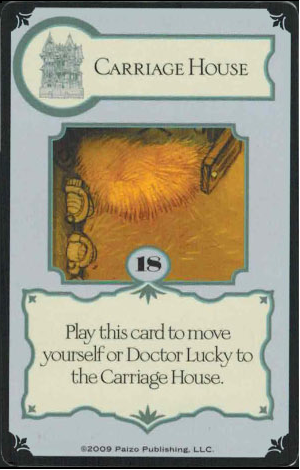 CARRIAGE HOUSE
18
Play this card to move
yourself or Doctor Lucky to
the Carriage House.
©2009 Paizo Publishing, LLC.